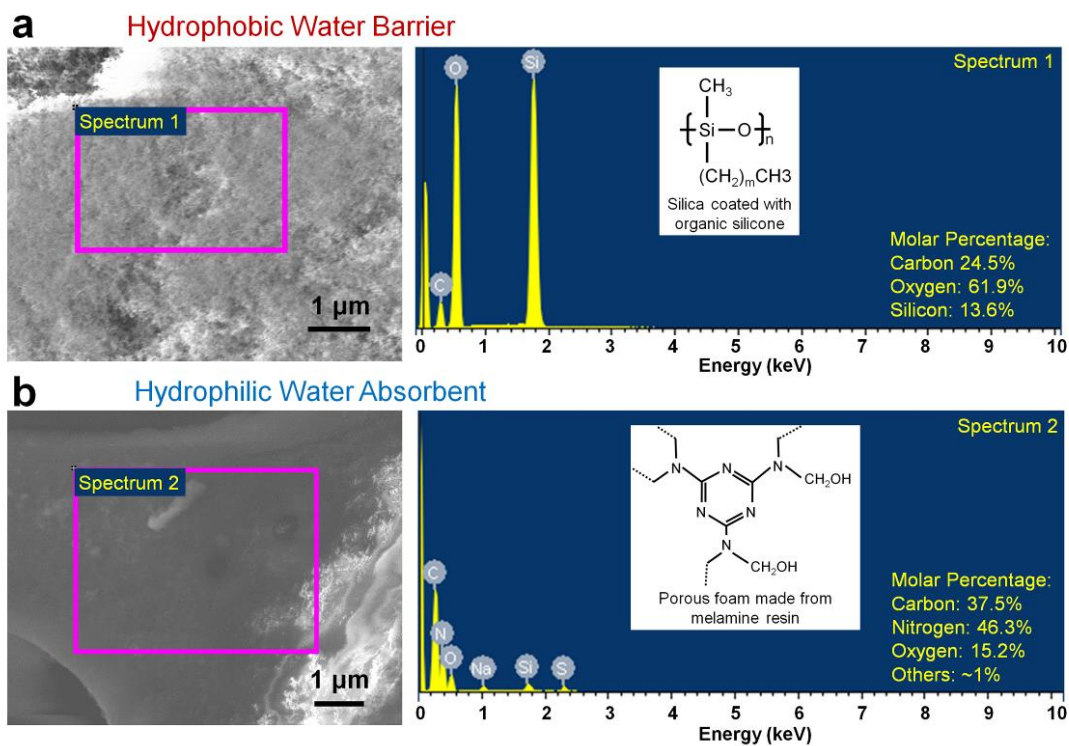 a
Hydrophobic Water Barrier
Spectrum 1
1 µm
Spectrum 1
C
O
Si
CH3
Si
O
n
(CH2)mCH3
Silica coated with
organic silicone
Molar Percentage:
Carbon 24.5%
Oxygen: 61.9%
Silicon: 13.6%
0 1 2 3 4 5 6 7 8 9 10
Energy (keV)
b
Hydrophilic Water Absorbent
Spectrum 2
1 µm
Spectrum 2
C
N
O
Na
Si
S
N
N
CH2OH
N
N
N
N
CH2OH
Porous foam made from
melamine resin
Molar Percentage:
Carbon: 37.5%
Nitrogen: 46.3%
Oxygen: 15.2%
Others: ~1%
0 1 2 3 4 5 6 7 8 9 10
Energy (keV)